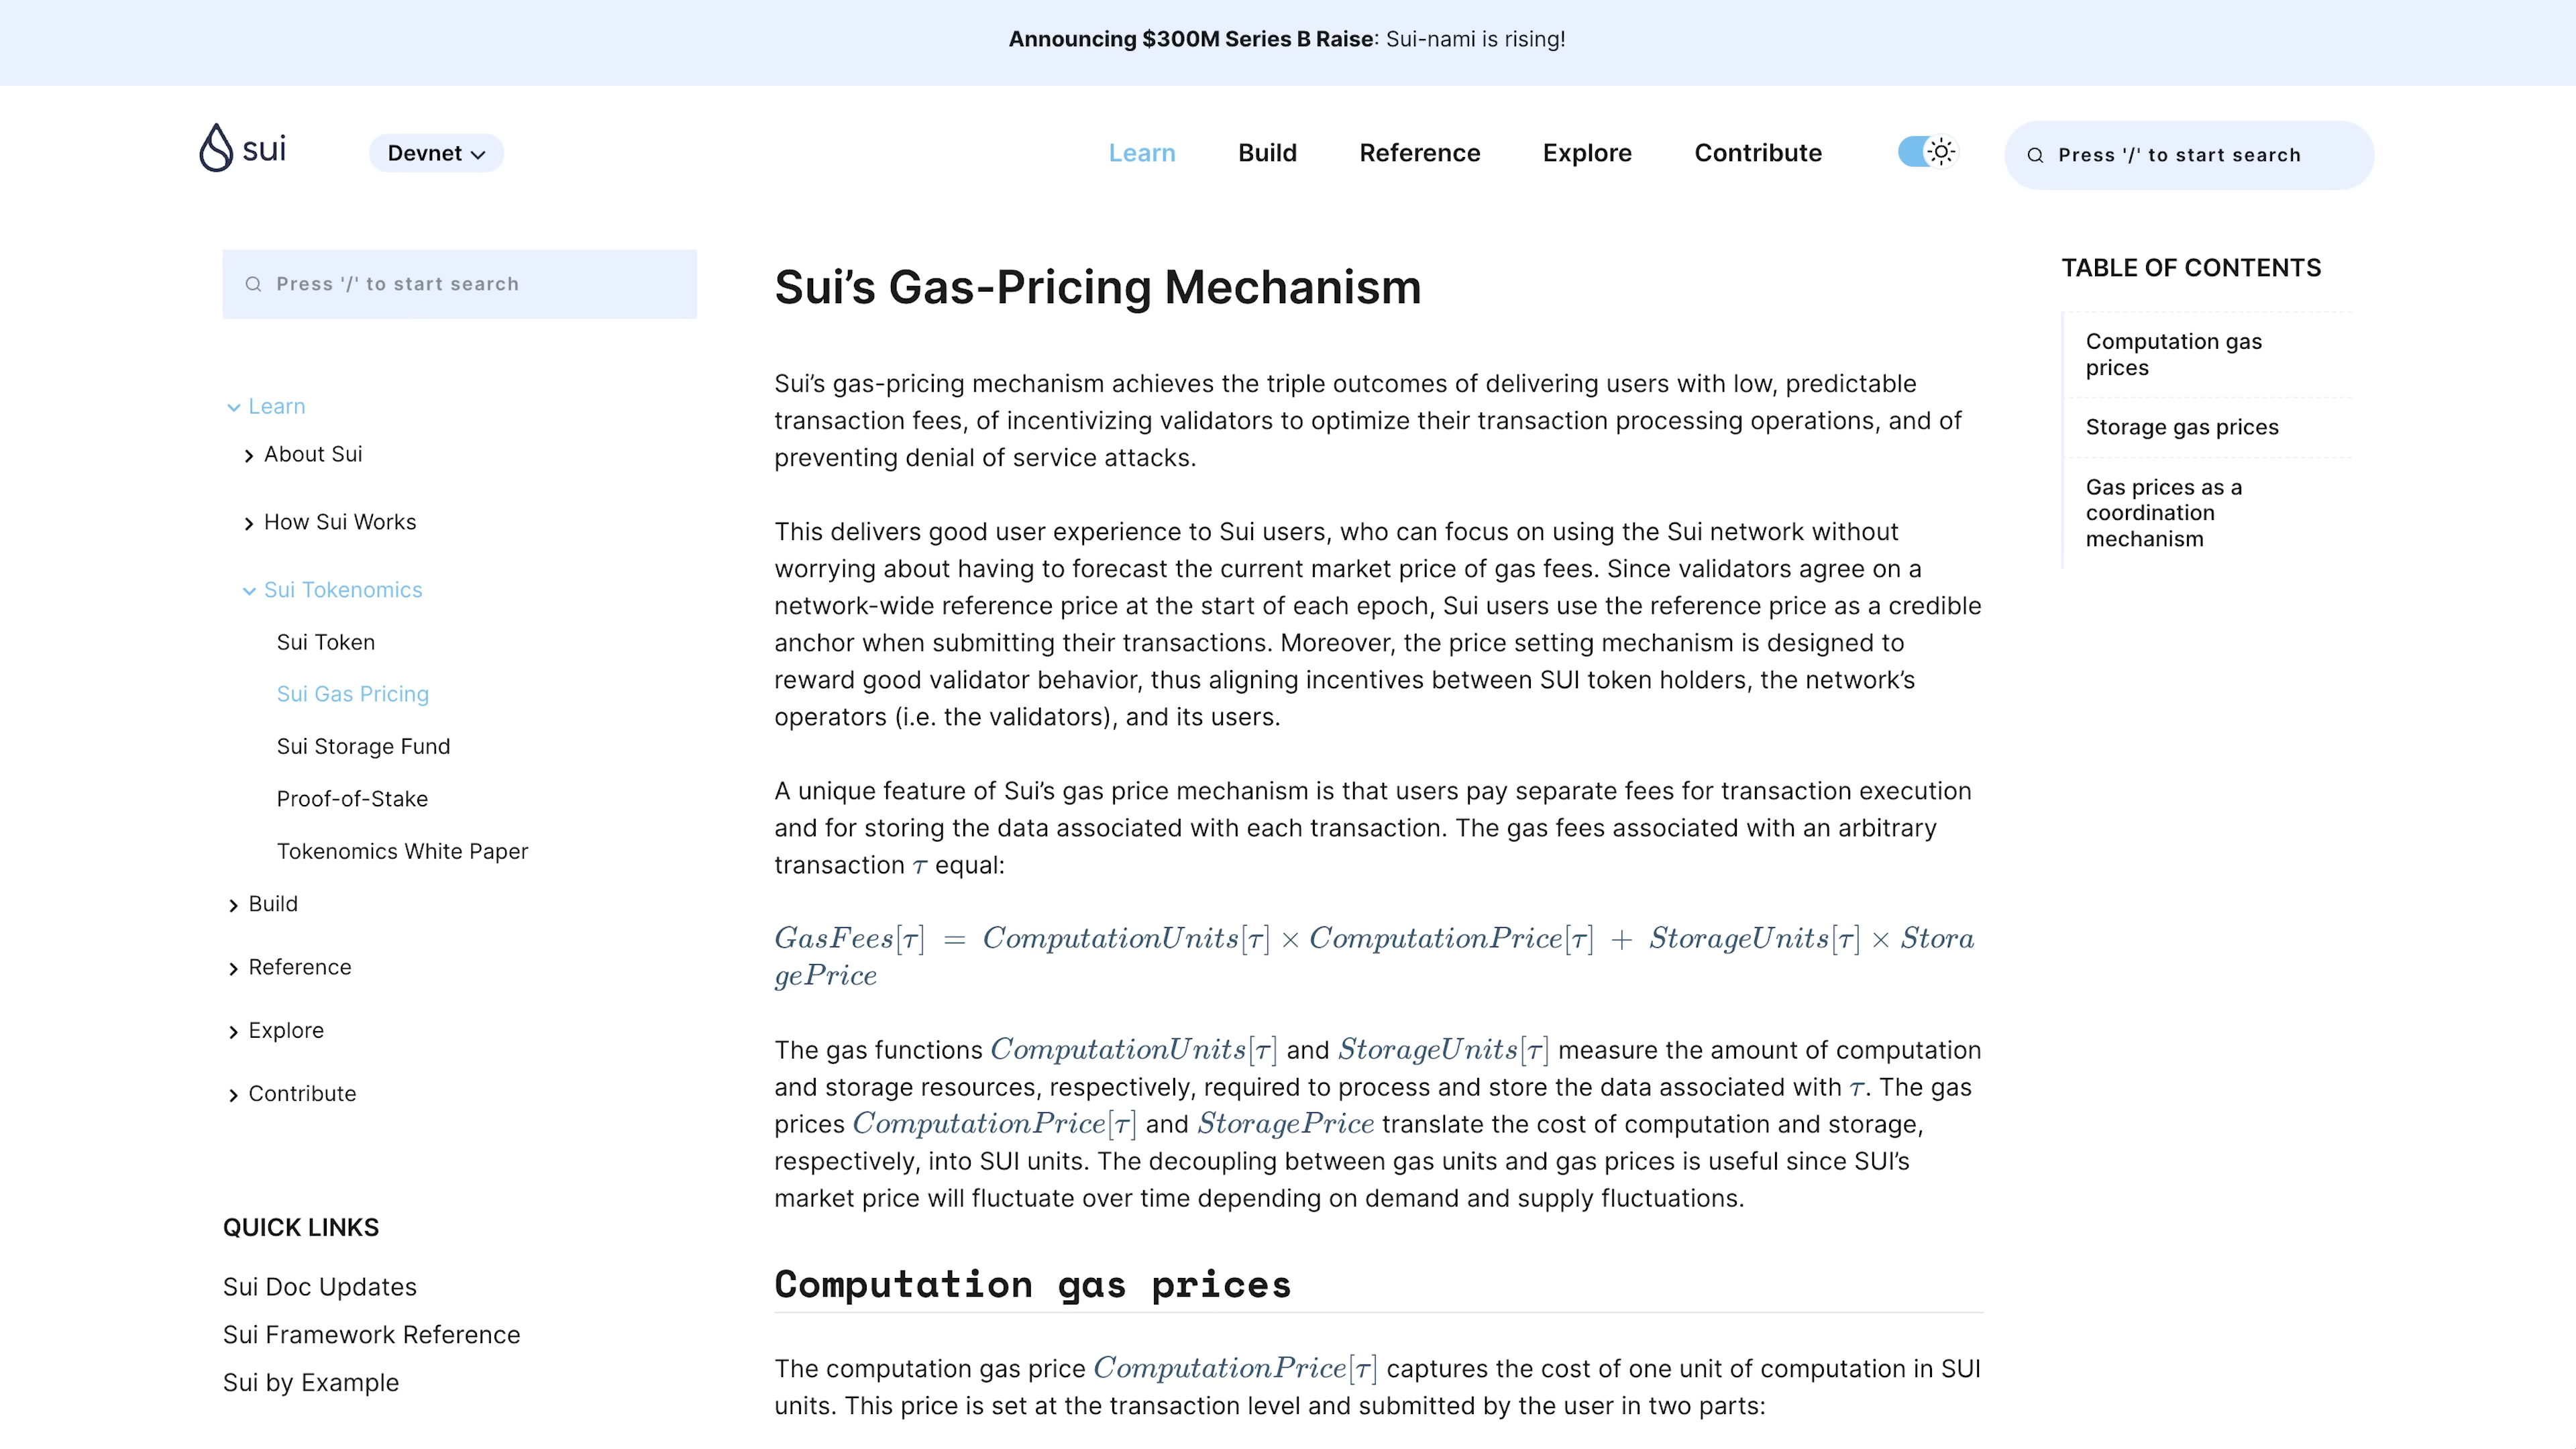 Announcing $300M Series B Raise: Sui-nami is rising!
sui
Devnet
Learn
Build
Reference
Explore
Contribute
Press '/' to start search
Press '/' to start search
Learn
About Sui
How Sui Works
Sui Tokenomics
Sui Token
Sui Gas Pricing
Sui Storage Fund
Proof-of-Stake
Tokenomics White Paper
Build
Reference
Explore
Contribute
QUICK LINKS
Sui Doc Updates
Sui Framework Reference
Sui by Example
Sui’s Gas-Pricing Mechanism
Sui’s gas-pricing mechanism achieves the triple outcomes of delivering users with low, predictable
transaction fees, of incentivizing validators to optimize their transaction processing operations, and of
preventing denial of service attacks.
This delivers good user experience to Sui users, who can focus on using the Sui network without
worrying about having to forecast the current market price of gas fees. Since validators agree on a
network-wide reference price at the start of each epoch, Sui users use the reference price as a credible
anchor when submitting their transactions. Moreover, the price setting mechanism is designed to
reward good validator behavior, thus aligning incentives between SUI token holders, the network’s
operators (i.e. the validators), and its users.
A unique feature of Sui’s gas price mechanism is that users pay separate fees for transaction execution
and for storing the data associated with each transaction. The gas fees associated with an arbitrary
transaction τ equal:
GasFees[τ] = ComputationUnits[τ] × ComputationPrice[τ] + StorageUnits[τ] × Stora
gePrice
The gas functions ComputationUnits[τ] and StorageUnits[τ] measure the amount of computation
and storage resources, respectively, required to process and store the data associated with τ. The gas
prices ComputationPrice[τ] and StoragePrice translate the cost of computation and storage,
respectively, into SUI units. The decoupling between gas units and gas prices is useful since SUI’s
market price will fluctuate over time depending on demand and supply fluctuations.
Computation gas prices
The computation gas price ComputationPrice[τ] captures the cost of one unit of computation in SUI
units. This price is set at the transaction level and submitted by the user in two parts:
TABLE OF CONTENTS
Computation gas
prices
Storage gas prices
Gas prices as a
coordination
mechanism